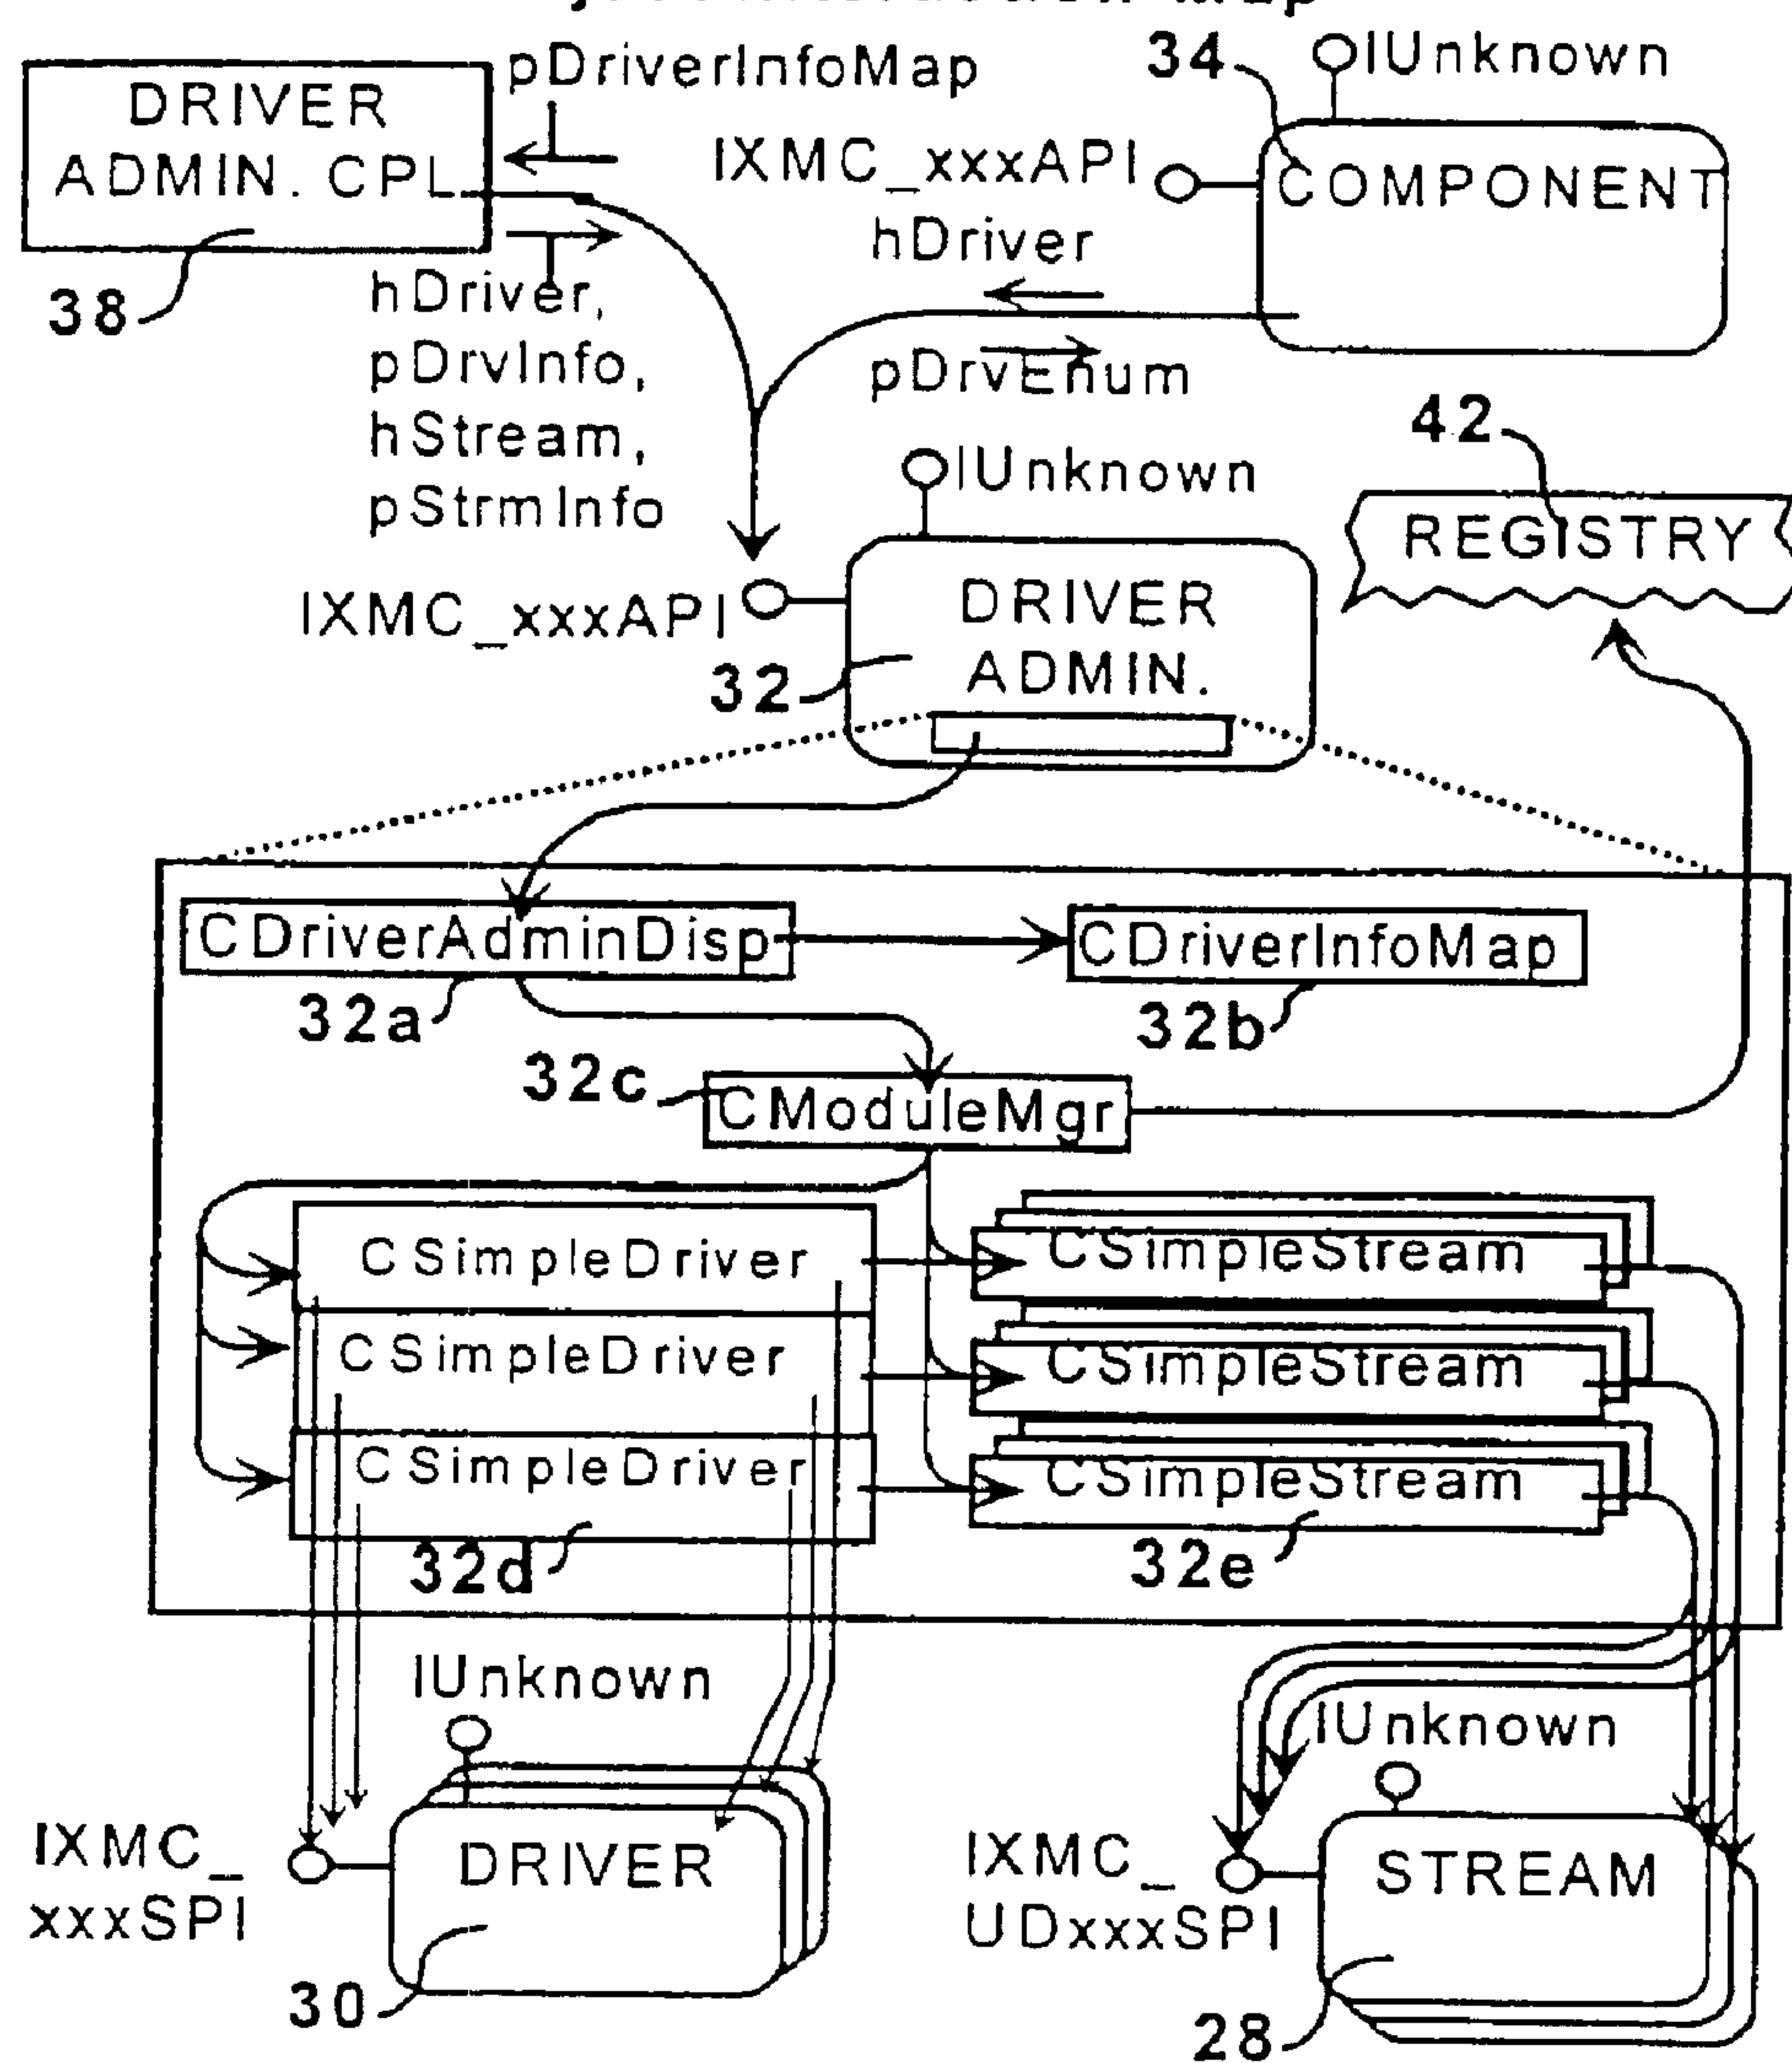 DRIVER
ADMIN. CPL
38
pDriverInfoMap
hDriver,
pDrvInfo,
hStream,
pStrmInfo
34
IUnknown
IXMC_xxxAPI
COMPONENT
hDriver
pDrvEnum
42
REGISTRY
IUnknown
IXMC_xxxAPI
DRIVER
ADMIN.
32
CDriverAdminDisp
CDriverInfoMap
32a
32b
32c
CModuleMgr
CSimpleDriver
CSimpleStream
CSimpleDriver
CSimpleStream
CSimpleDriver
CSimpleStream
32d
32e
IUnknown
IUnknown
IXMC_
xxxSPI
DRIVER
30
IXMC_
UDxxxSPI
STREAM
28